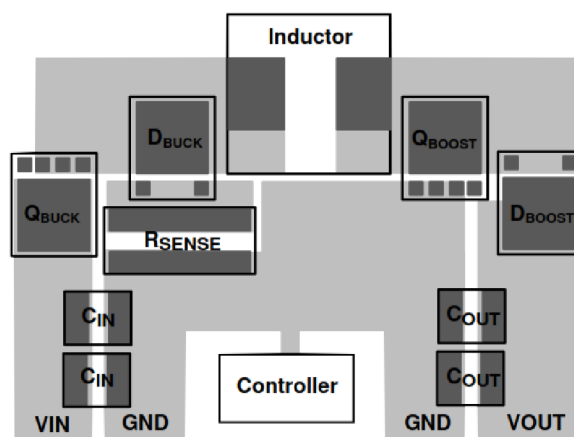 Inductor
DBUCK
QBOOST
QBUCK
DBOOST
RSENSE
CIN
COUT
CIN
COUT
Controller
VIN
GND
GND
VOUT